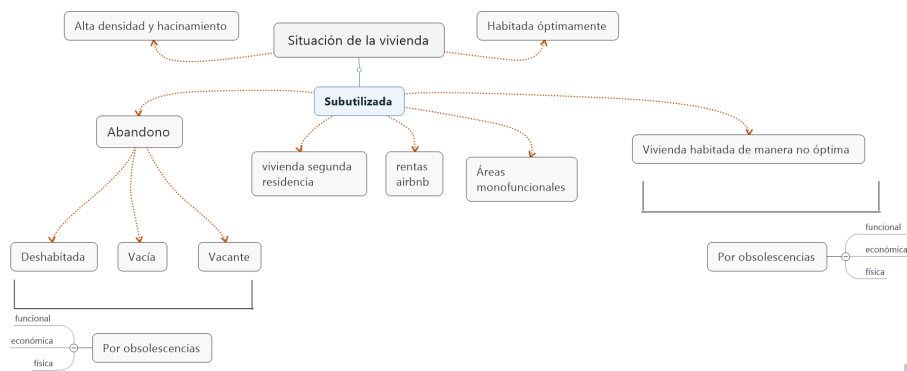 Alta densidad y hacinamiento
Situación de la vivienda
Habitada óptimamente
Subutilizada
Abandono
vivienda segunda
residencia
rentas
airbnb
Áreas
monofuncionales
Vivienda habitada de manera no óptima
Deshabitada
Vacía
Vacante
Por obsolescencias
funcional
económica
física
funcional
económica
física
Por obsolescencias